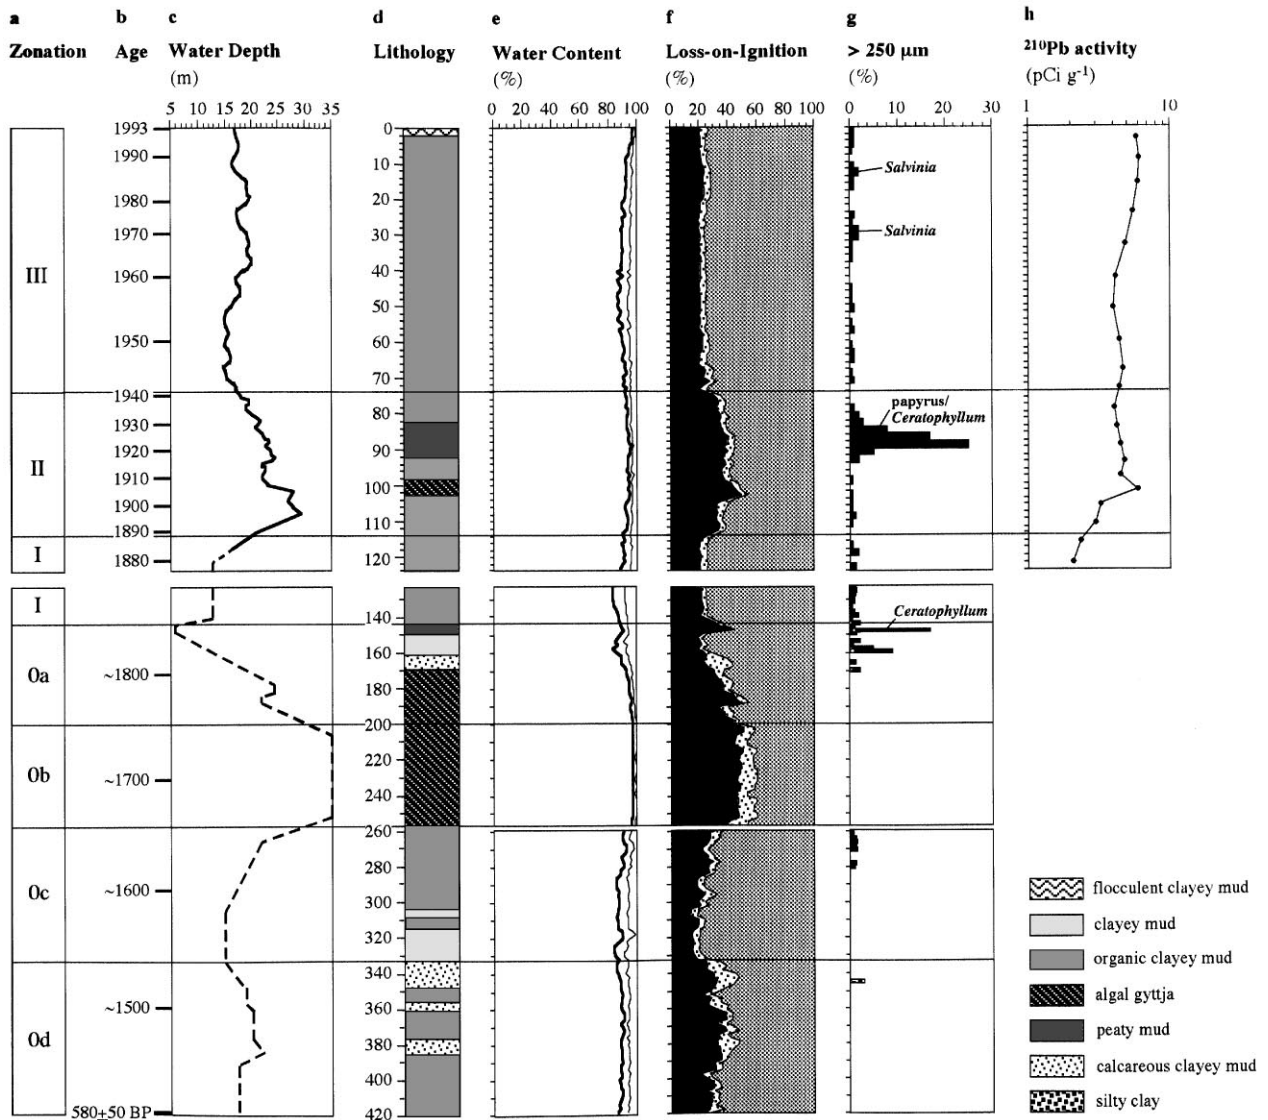 a b c d e f g h
Zonation Age Water Depth Lithology Water Content Loss-on-Ignition > 250 μm ²¹⁰Pb activity
(m) (%) (%) (%) (pCi g⁻¹)
5 10 15 20 25 30 35 0 20 40 60 80 100 0 20 40 60 80 100 0 10 20 30 1 10
1993 0
1990 10
Salvinia
1980 20
1970 30
Salvinia
III 1960 40
50
1950 60
70
1940
papyrus/
80
Ceratophyllum
1930
1920 90
II
1910 100
1900
110
1890
I 1880 120
I 140
Ceratophyllum
160
0a ~1800
180
200
220
0b ~1700
240
260
280
0c ~1600
300
320
340
~1500 360
0d 380
400
580±50 BP 420
flocculent clayey mud
clayey mud
organic clayey mud
algal gyttja
peaty mud
calcareous clayey mud
silty clay